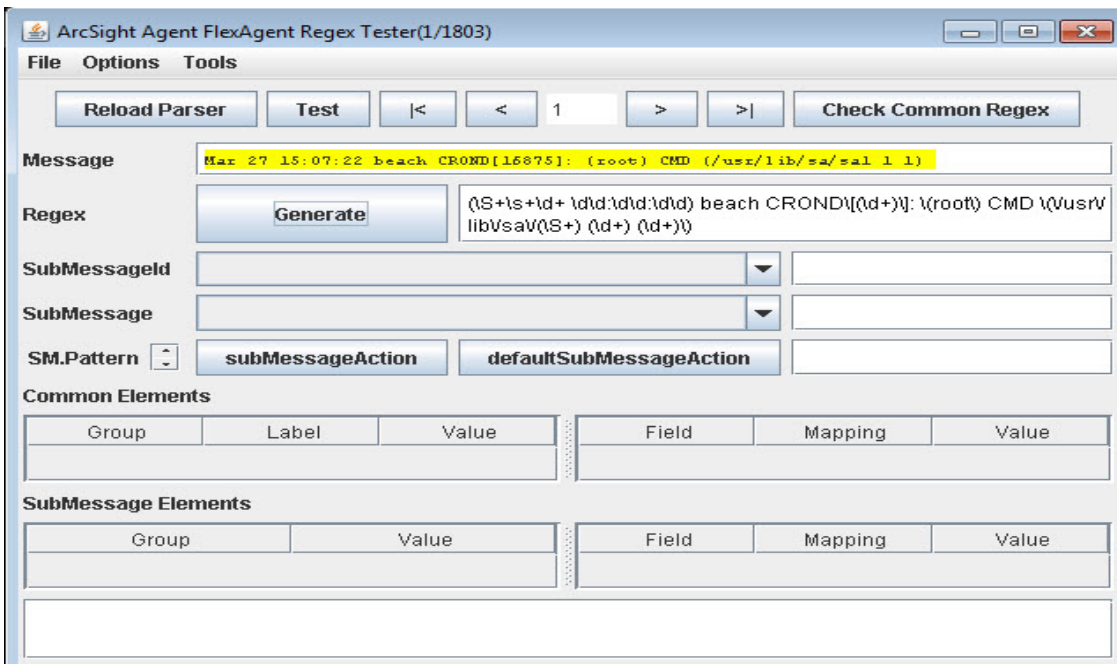 ArcSight Agent FlexAgent Regex Tester(1/1803)
File Options Tools
Reload Parser Test |< < 1 > >| Check Common Regex
Message Mar 27 15:07:22 beach CROND[16875]: (root) CMD (/usr/lib/sa/sa1 1 1)
Regex Generate (\S+\s+\d+ \d\d:\d\d:\d\d) beach CROND\[(\d+)\]: \(root\) CMD \(\/usr\/
lib\/sa\/(\S+) (\d+) (\d+)\)
SubMessageId
SubMessage
SM.Pattern subMessageAction defaultSubMessageAction
Common Elements
Group Label Value Field Mapping Value
SubMessage Elements
Group Value Field Mapping Value